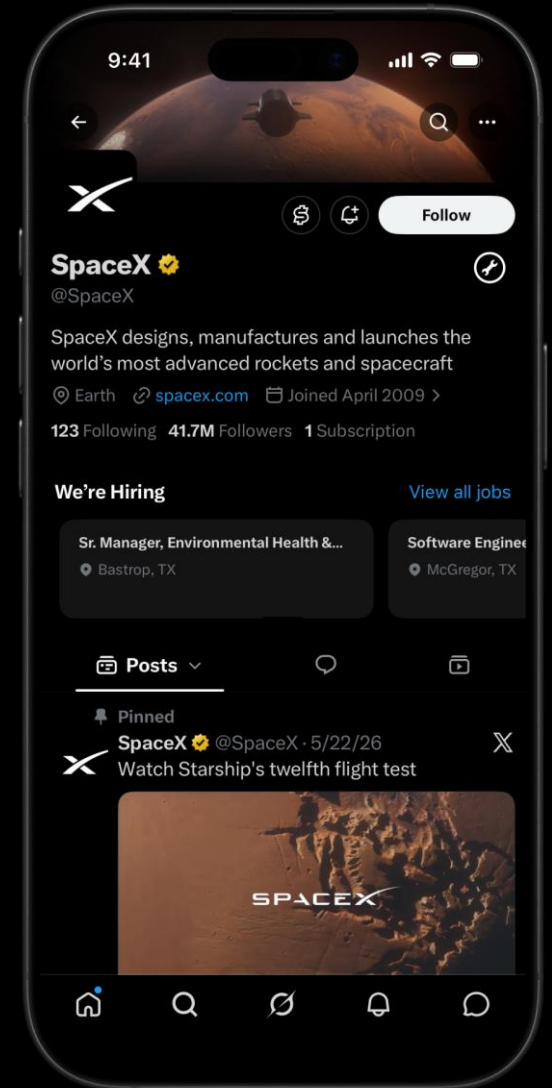 9:41
Follow
SpaceX
@SpaceX
SpaceX designs, manufactures and launches the
world’s most advanced rockets and spacecraft
Earth spacex.com Joined April 2009
123 Following 41.7M Followers 1 Subscription
We’re Hiring View all jobs
Sr. Manager, Environmental Health &... Software Enginee
Bastrop, TX McGregor, TX
Posts
Pinned
SpaceX @SpaceX · 5/22/26
Watch Starship's twelfth flight test
SPACEX